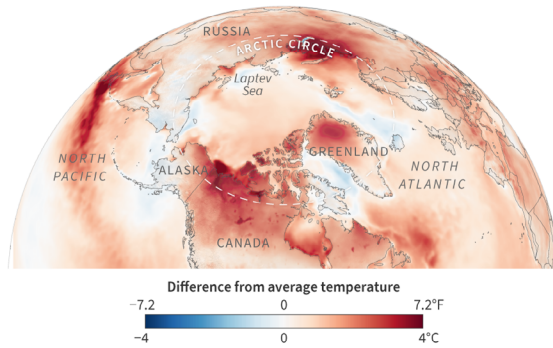 RUSSIA
ARCTIC CIRCLE
Laptev
Sea
NORTH
PACIFIC
ALASKA
GREENLAND
NORTH
ATLANTIC
CANADA
Difference from average temperature
−7.2 0 7.2°F
−4 0 4°C